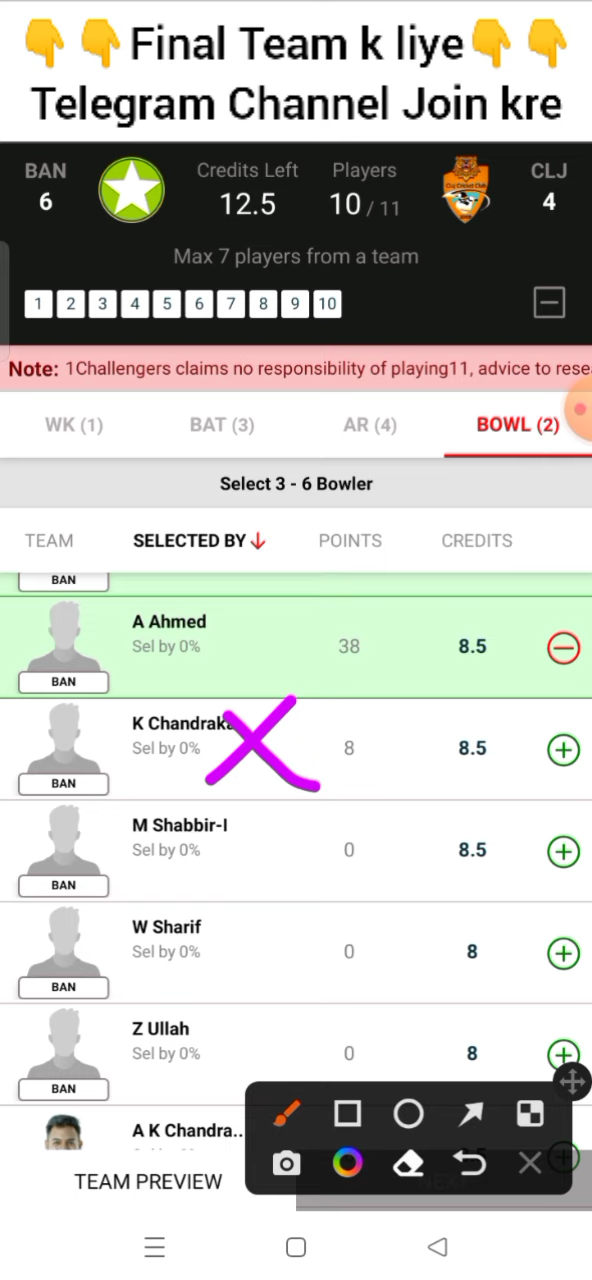 👇👇Final Team k liye👇👇
Telegram Channel Join kre
BAN Credits Left Players CLJ
6 12.5 10 / 11 4
Max 7 players from a team
1 2 3 4 5 6 7 8 9 10
Note: 1Challengers claims no responsibility of playing11, advice to rese
WK (1) BAT (3) AR (4) BOWL (2)
Select 3 - 6 Bowler
TEAM SELECTED BY POINTS CREDITS
BAN
A Ahmed
Sel by 0% 38 8.5
BAN
K Chandraka
Sel by 0% 8 8.5
BAN
M Shabbir-I
Sel by 0% 0 8.5
BAN
W Sharif
Sel by 0% 0 8
BAN
Z Ullah
Sel by 0% 0 8
BAN
A K Chandra..
TEAM PREVIEW